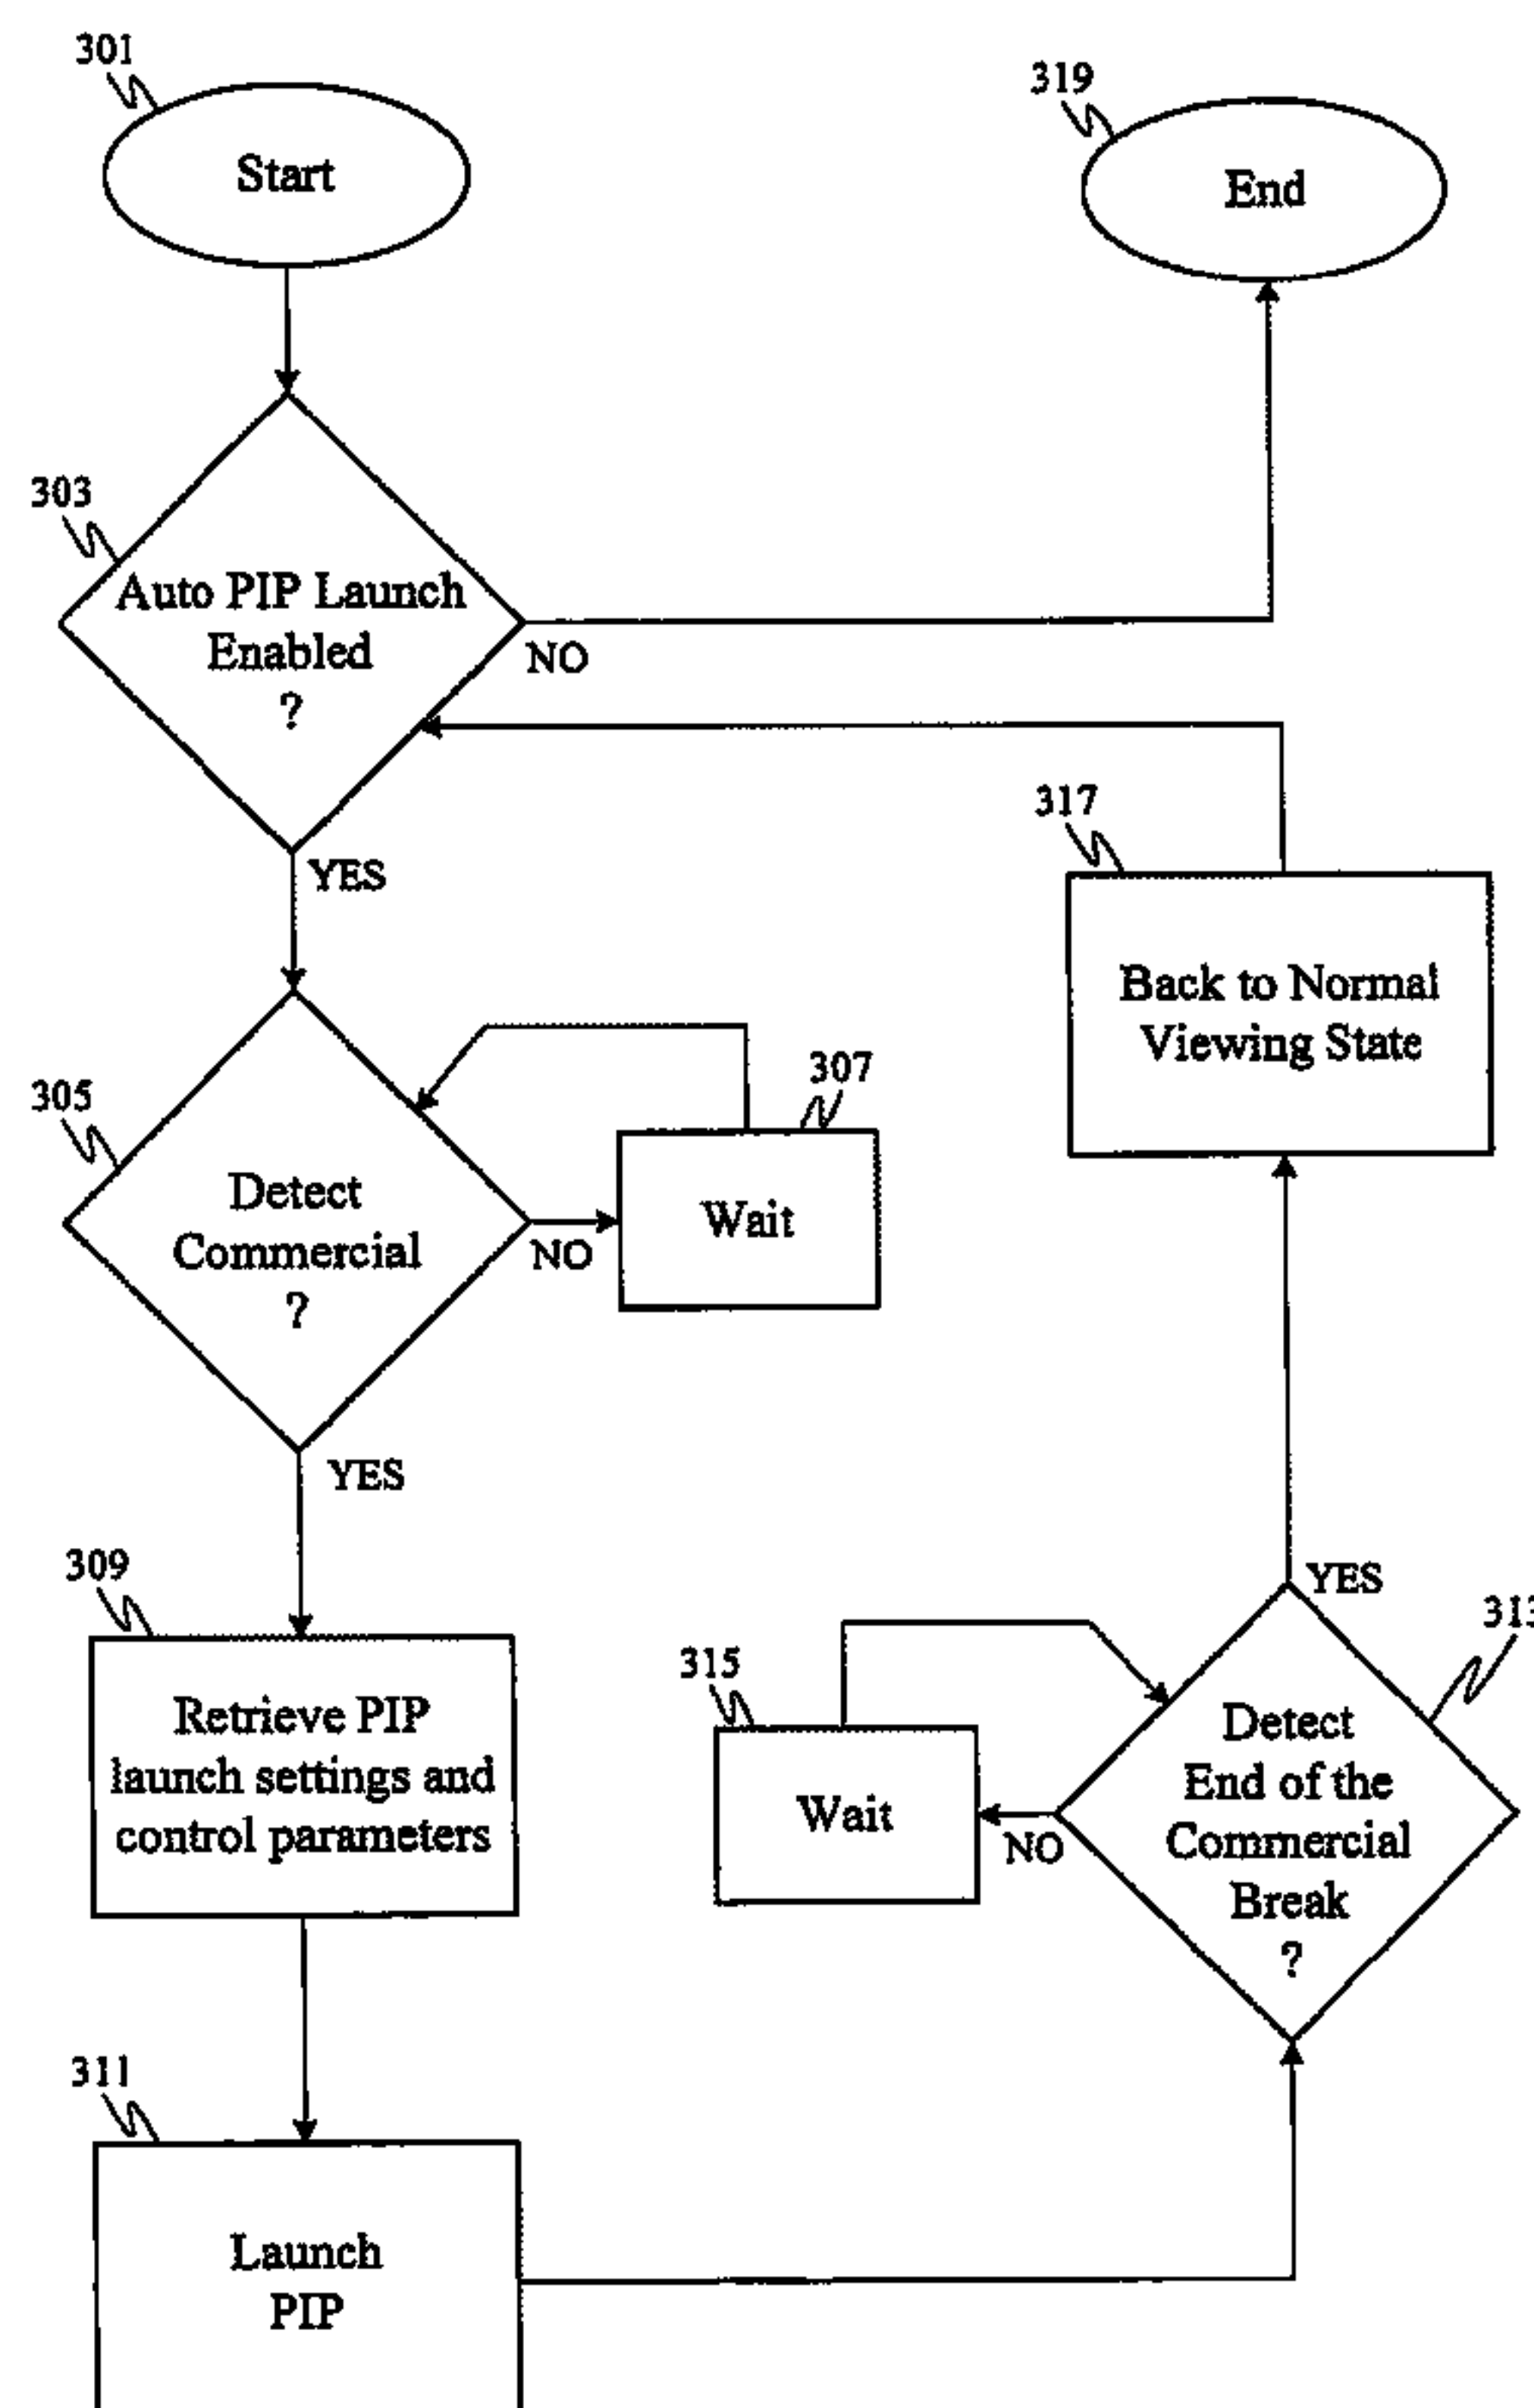 301
Start
319
End
303
Auto PIP Launch
Enabled
?
NO
YES
317
Back to Normal
Viewing State
305
Detect
Commercial
?
NO
307
Wait
YES
309
Retrieve PIP
launch settings and
control parameters
315
Wait
NO
YES
313
Detect
End of the
Commercial
Break
?
311
Launch
PIP